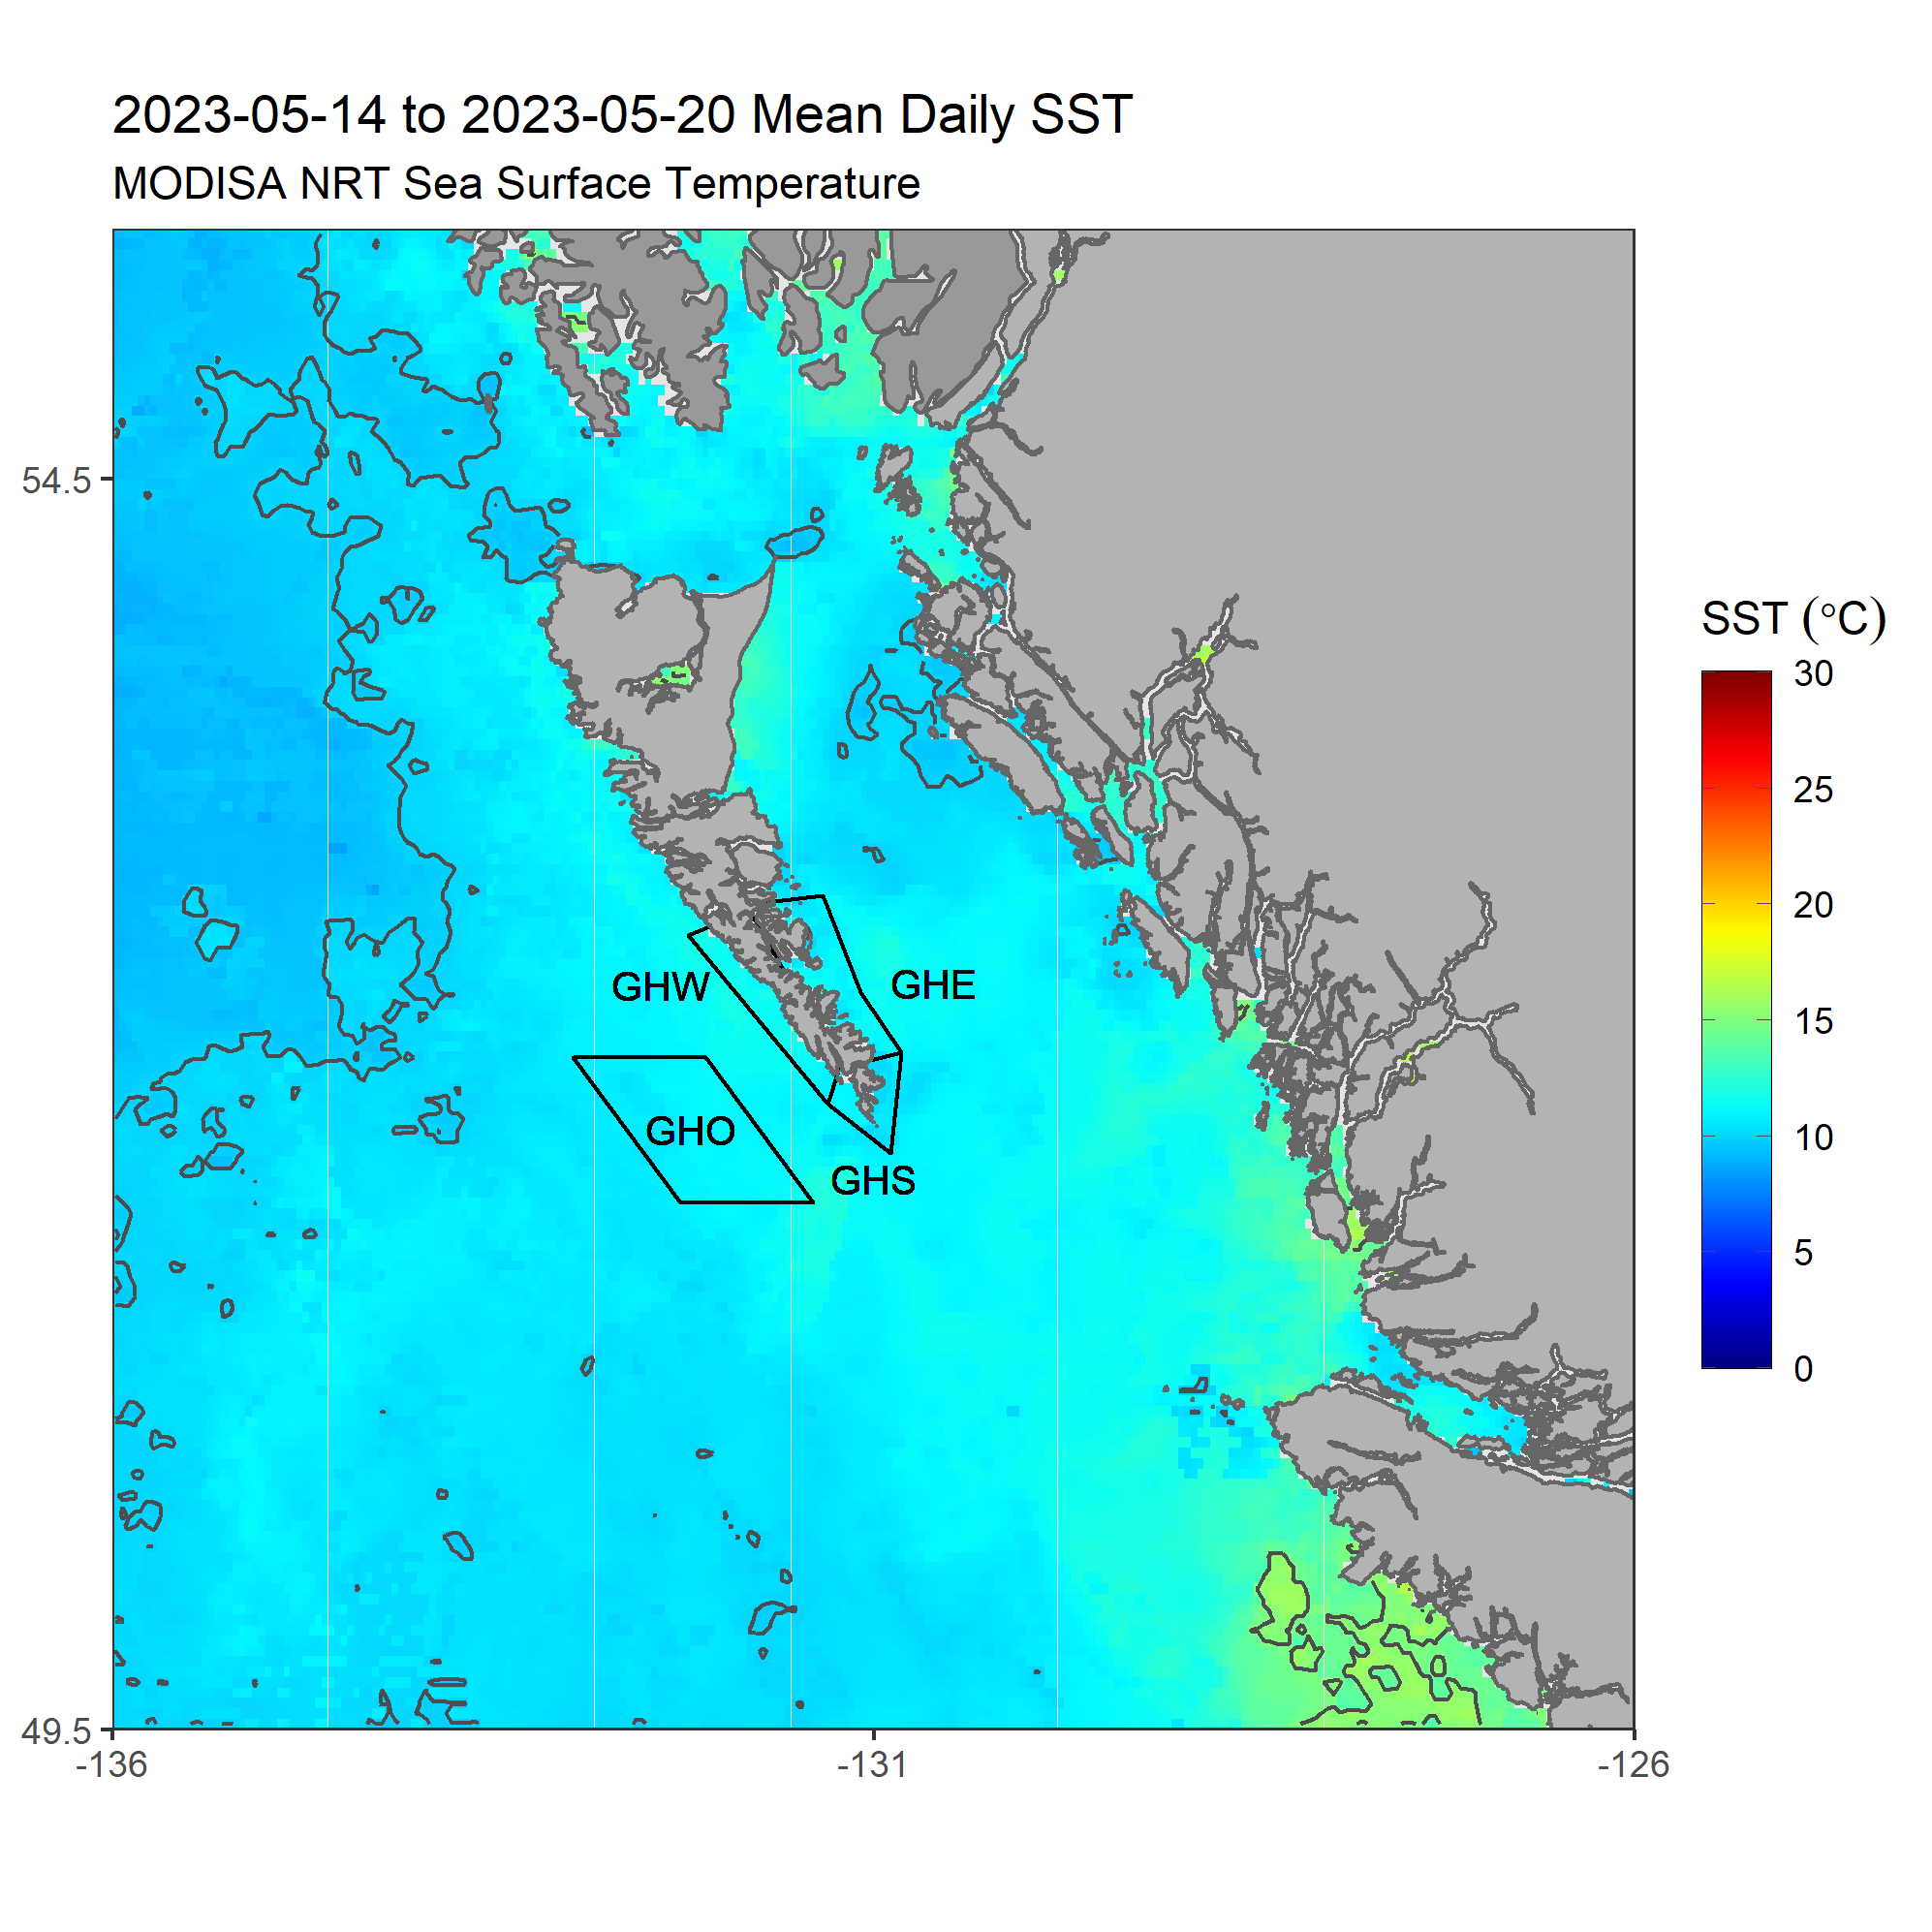 2023-05-14 to 2023-05-20 Mean Daily SST
MODISA NRT Sea Surface Temperature
54.5
49.5
-136
-131
-126
GHW
GHE
GHO
GHS
SST (°C)
30
25
20
15
10
5
0